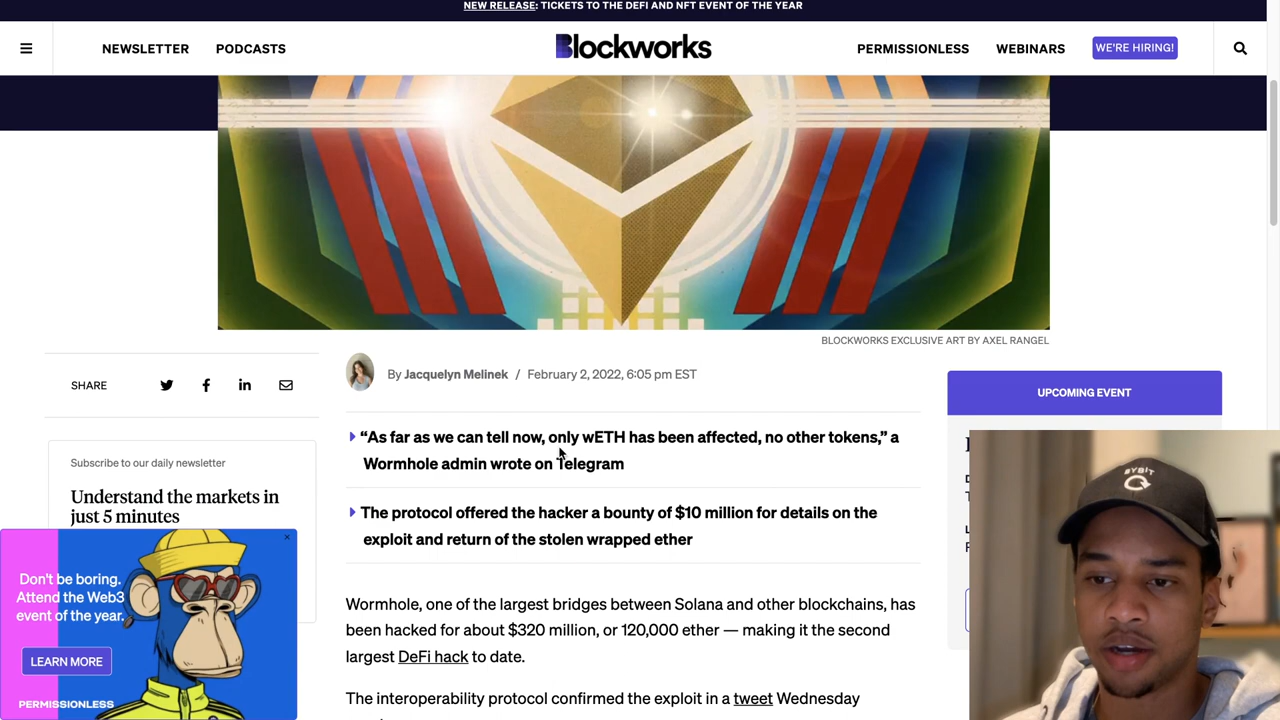 NEW RELEASE: TICKETS TO THE DEFI AND NFT EVENT OF THE YEAR
NEWSLETTER PODCASTS Blockworks PERMISSIONLESS WEBINARS WE'RE HIRING!
BLOCKWORKS EXCLUSIVE ART BY AXEL RANGEL
SHARE
By Jacquelyn Melinek / February 2, 2022, 6:05 pm EST
UPCOMING EVENT
“As far as we can tell now, only wETH has been affected, no other tokens,” a
Wormhole admin wrote on Telegram
Subscribe to our daily newsletter
Understand the markets in
just 5 minutes
The protocol offered the hacker a bounty of $10 million for details on the
exploit and return of the stolen wrapped ether
Don't be boring.
Attend the Web3
event of the year.
LEARN MORE
PERMISSIONLESS
Wormhole, one of the largest bridges between Solana and other blockchains, has
been hacked for about $320 million, or 120,000 ether — making it the second
largest DeFi hack to date.
The interoperability protocol confirmed the exploit in a tweet Wednesday
BYBIT